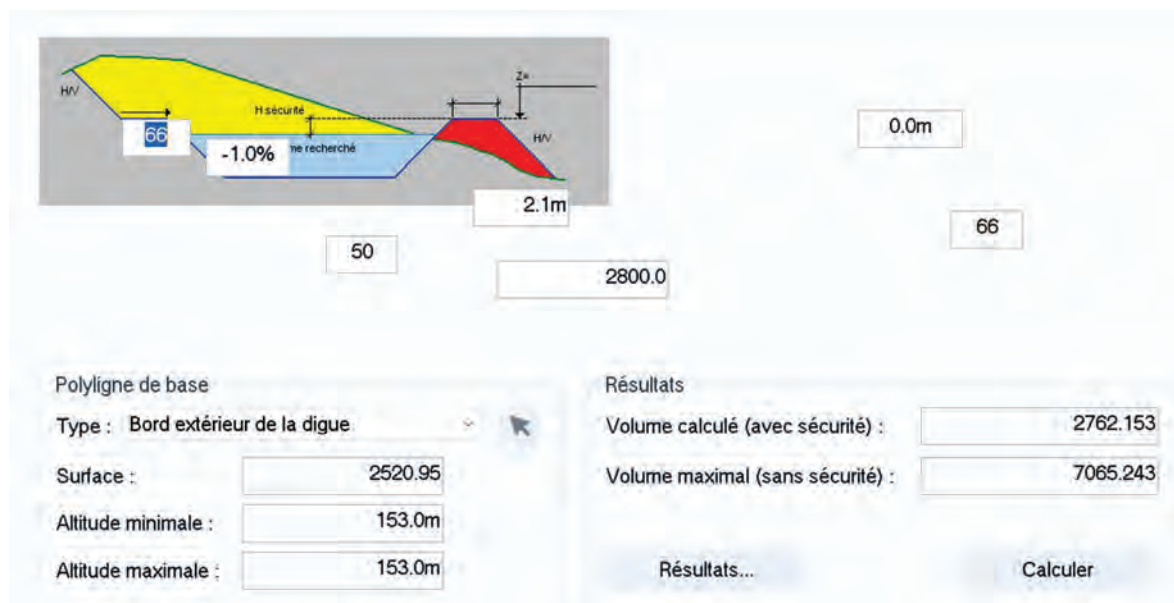 H/V
Z=
H sécurité
H/V
66
-1.0%
me recherché
0.0m
2.1m
66
50
2800.0
Polyligne de base
Type : Bord extérieur de la digue
Surface : 2520.95
Altitude minimale : 153.0m
Altitude maximale : 153.0m
Résultats
Volume calculé (avec sécurité) : 2762.153
Volume maximal (sans sécurité) : 7065.243
Résultats...
Calculer